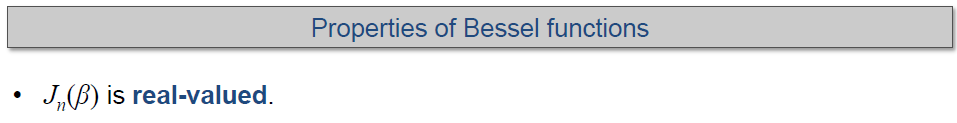 Properties of Bessel functions
• Jₙ(β) is real-valued.